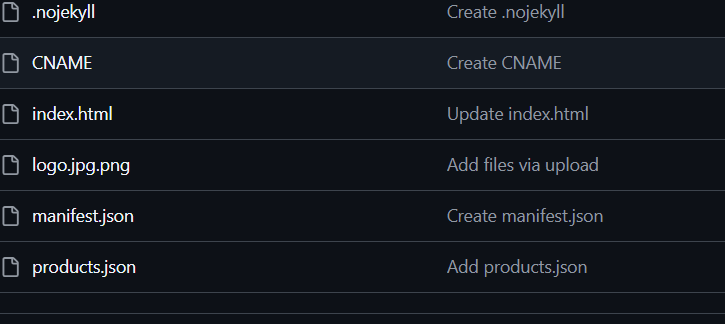 .nojekyll Create .nojekyll
CNAME Create CNAME
index.html Update index.html
logo.jpg.png Add files via upload
manifest.json Create manifest.json
products.json Add products.json